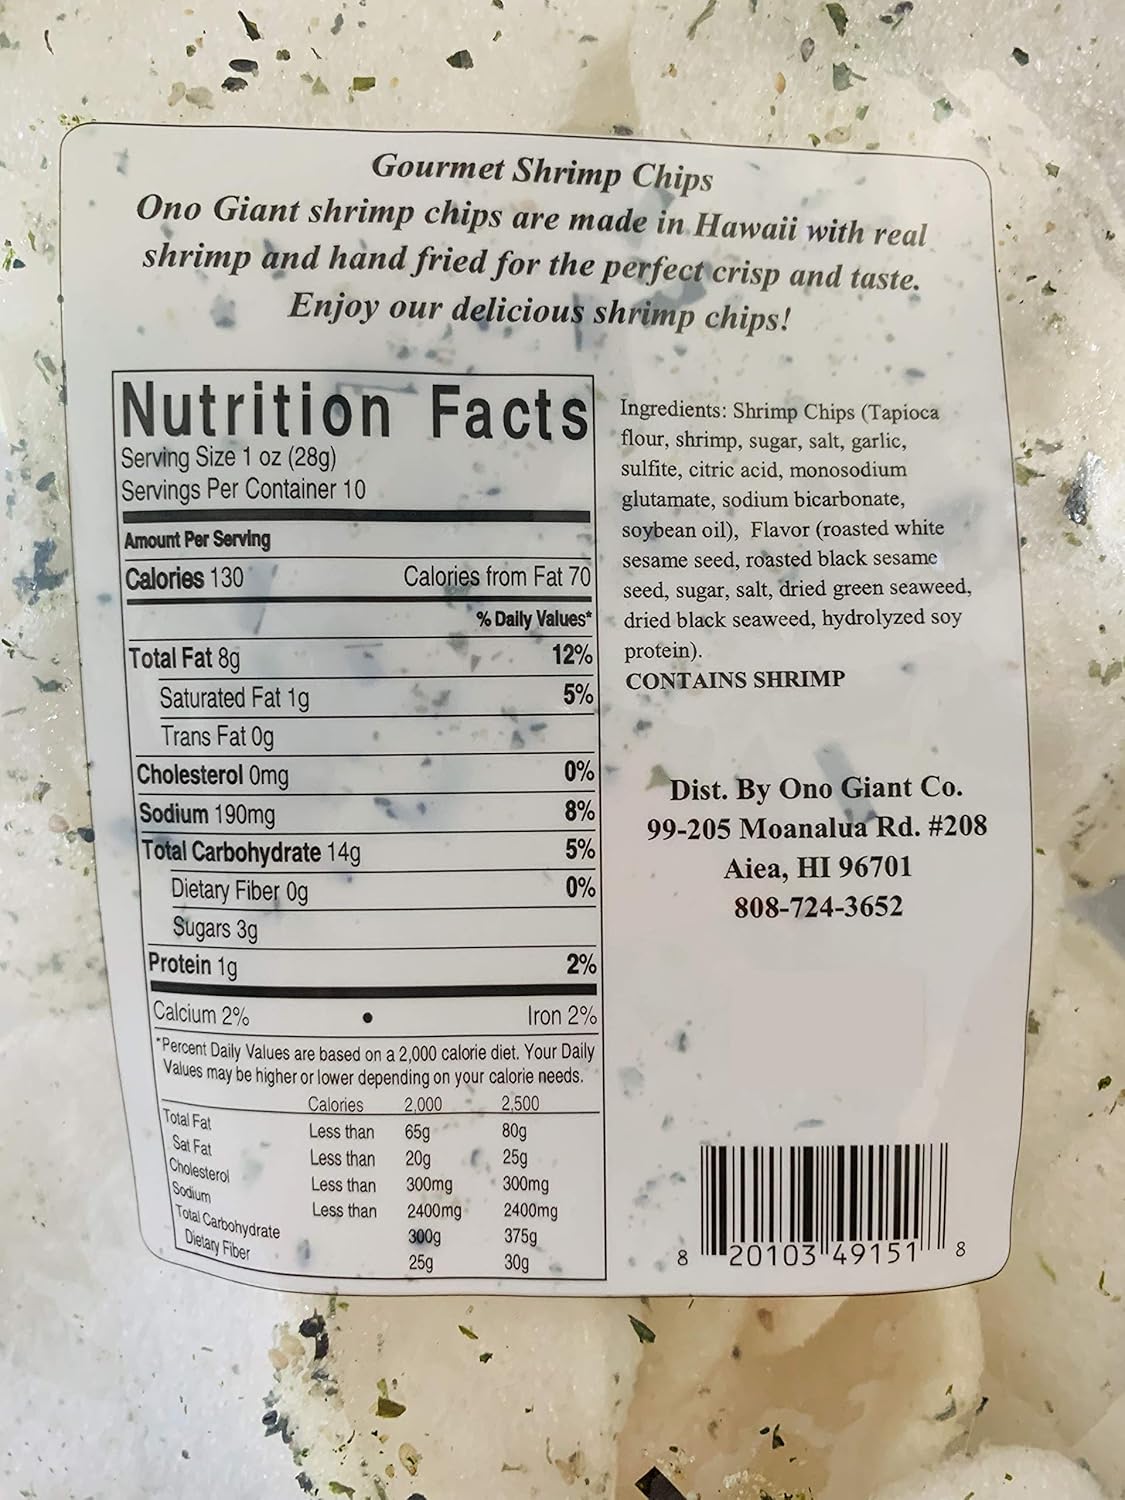 Gourmet Shrimp Chips
Ono Giant shrimp chips are made in Hawaii with real
shrimp and hand fried for the perfect crisp and taste.
Enjoy our delicious shrimp chips!
Nutrition Facts
Serving Size 1 oz (28g)
Servings Per Container 10
Amount Per Serving
Calories 130 Calories from Fat 70
% Daily Values*
Total Fat 8g 12%
Saturated Fat 1g 5%
Trans Fat 0g
Cholesterol 0mg 0%
Sodium 190mg 8%
Total Carbohydrate 14g 5%
Dietary Fiber 0g 0%
Sugars 3g
Protein 1g 2%
Calcium 2% • Iron 2%
*Percent Daily Values are based on a 2,000 calorie diet. Your Daily
Values may be higher or lower depending on your calorie needs.
Calories 2,000 2,500
Total Fat Less than 65g 80g
Sat Fat Less than 20g 25g
Cholesterol Less than 300mg 300mg
Sodium Less than 2400mg 2400mg
Total Carbohydrate 300g 375g
Dietary Fiber 25g 30g
Ingredients: Shrimp Chips (Tapioca
flour, shrimp, sugar, salt, garlic,
sulfite, citric acid, monosodium
glutamate, sodium bicarbonate,
soybean oil), Flavor (roasted white
sesame seed, roasted black sesame
seed, sugar, salt, dried green seaweed,
dried black seaweed, hydrolyzed soy
protein).
CONTAINS SHRIMP
Dist. By Ono Giant Co.
99-205 Moanalua Rd. #208
Aiea, HI 96701
808-724-3652
8 20103 49151 8